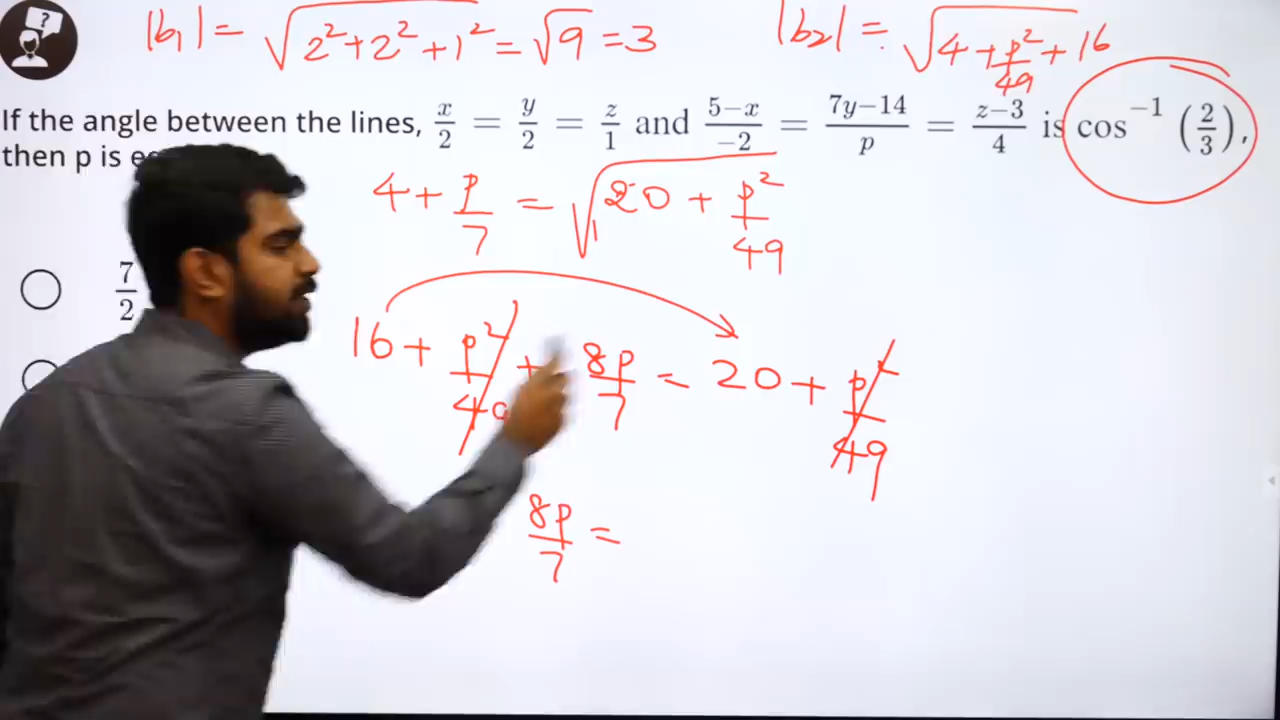 ?
|b₁| = √(2² + 2² + 1²) = √9 = 3
|b₂| = √(4 + p²/49 + 16)
If the angle between the lines, x/2 = y/2 = z/1 and (5−x)/−2 = (7y−14)/p = (z−3)/4 is cos⁻¹(2/3),
then p is
4 + p/7 = √(20 + p²/49)
7/2
16 + p²/49 + 8p/7 = 20 + p²/49
8p/7 =